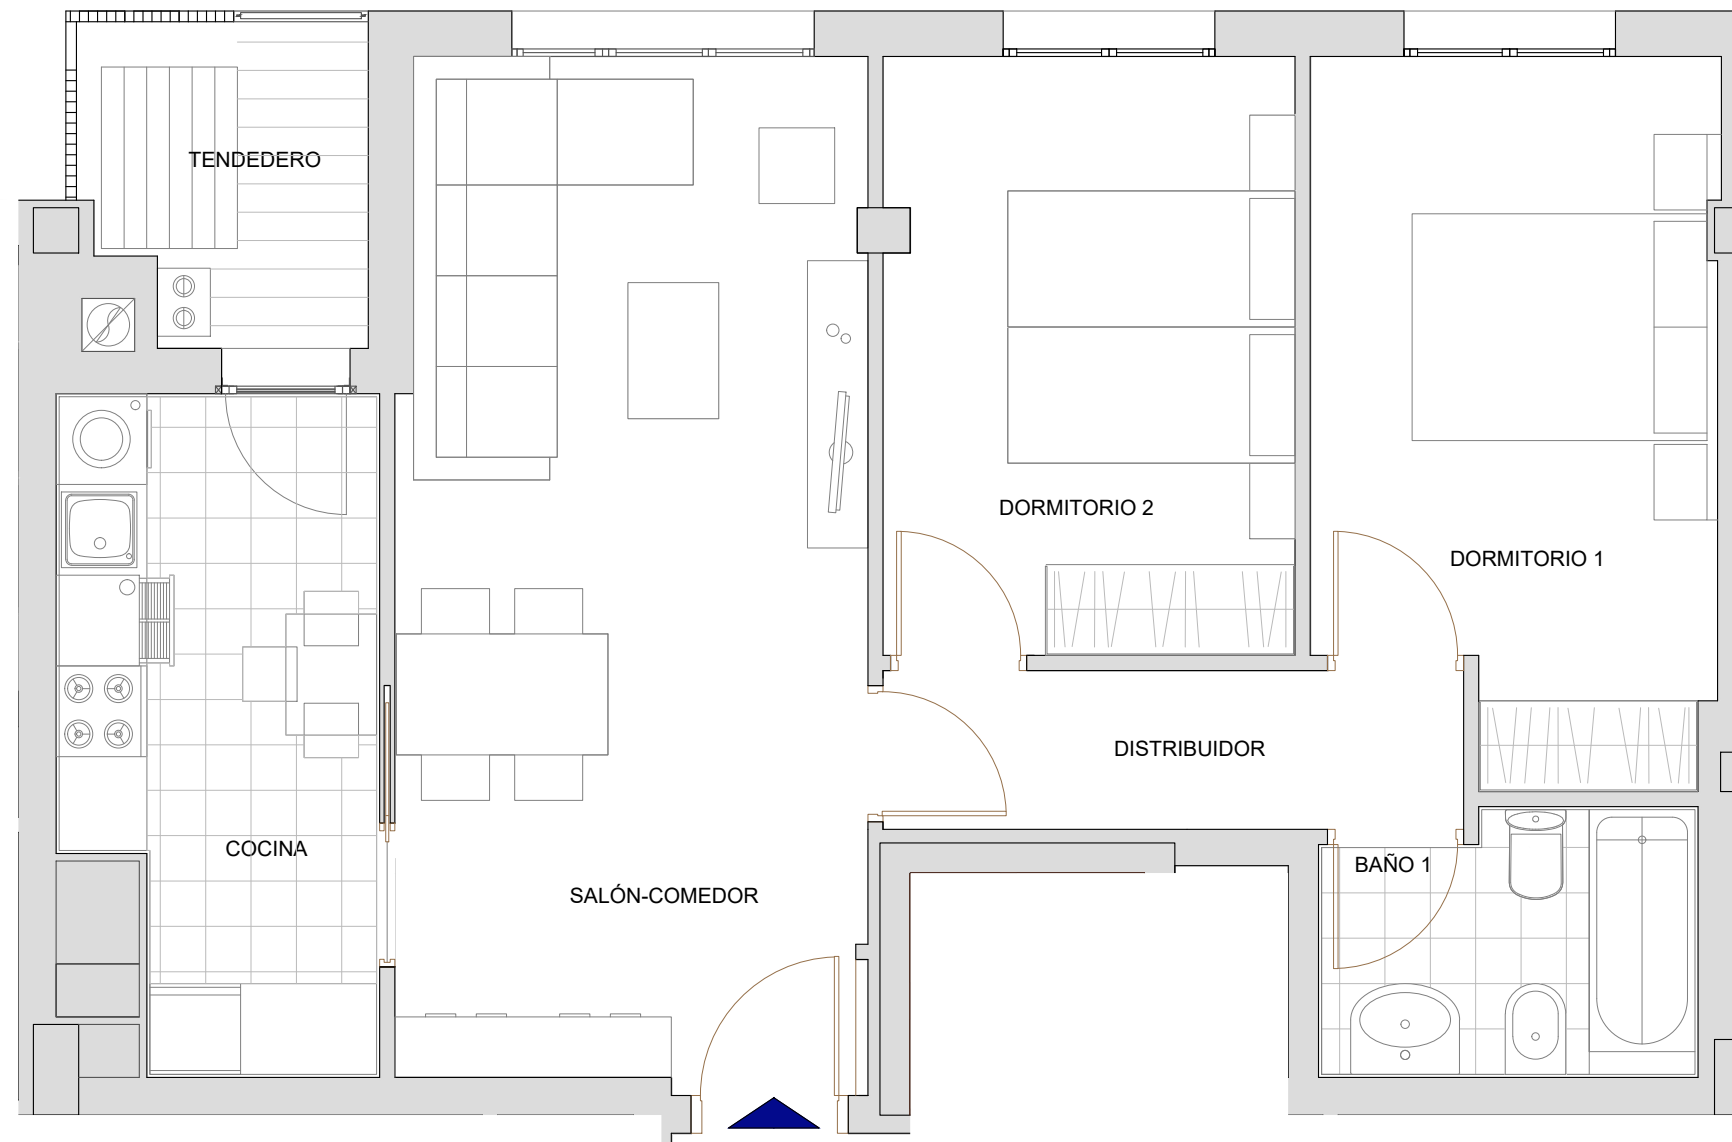 TENDEDERO
DORMITORIO 2
DORMITORIO 1
DISTRIBUIDOR
COCINA
BAÑO 1
SALÓN-COMEDOR